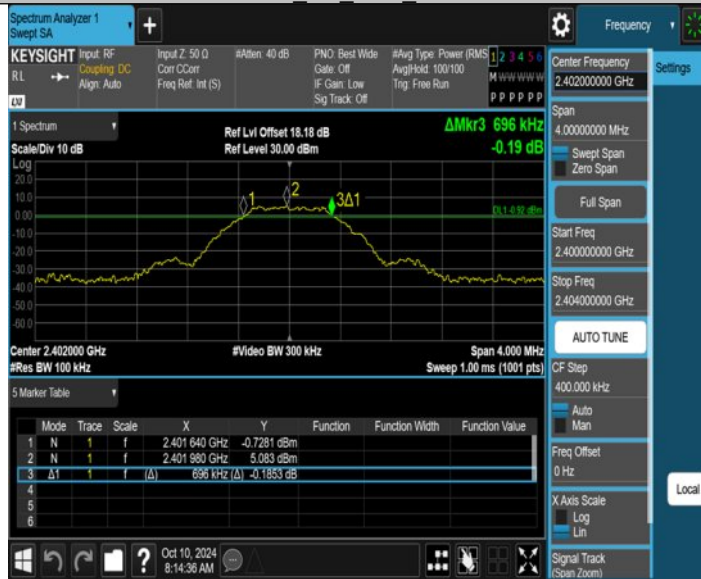 Spectrum Analyzer 1
Swept SA
+
Frequency
KEYSIGHT
RL
LXI
Input: RF
Coupling: DC
Align: Auto
Input Z: 50 Ω
Corr CCorr
Freq Ref: Int (S)
#Atten: 40 dB
PNO: Best Wide
Gate: Off
IF Gain: Low
Sig Track: Off
#Avg Type: Power (RMS
Avg|Hold: 100/100
Trig: Free Run
1 2 3 4 5 6
M W W W W W
P P P P P P
1 Spectrum
Scale/Div 10 dB
Ref Lvl Offset 18.18 dB
Ref Level 30.00 dBm
ΔMkr3 696 kHz
-0.19 dB
Log
20.0
10.0
0.00
-10.0
-20.0
-30.0
-40.0
-50.0
-60.0
1
2
3Δ1
DL1 -0.92 dBm
Center 2.402000 GHz
#Res BW 100 kHz
#Video BW 300 kHz
Span 4.000 MHz
Sweep 1.00 ms (1001 pts)
5 Marker Table
Mode Trace Scale X Y Function Function Width Function Value
1 N 1 f 2.401 640 GHz -0.7281 dBm
2 N 1 f 2.401 980 GHz 5.083 dBm
3 Δ1 1 f (Δ) 696 kHz (Δ) -0.1853 dB
4
5
6
?
Oct 10, 2024
8:14:36 AM
Center Frequency
2.402000000 GHz
Span
4.00000000 MHz
Swept Span
Zero Span
Full Span
Start Freq
2.400000000 GHz
Stop Freq
2.404000000 GHz
AUTO TUNE
CF Step
400.000 kHz
Auto
Man
Freq Offset
0 Hz
X Axis Scale
Log
Lin
Signal Track
(Span Zoom)
Settings
Local